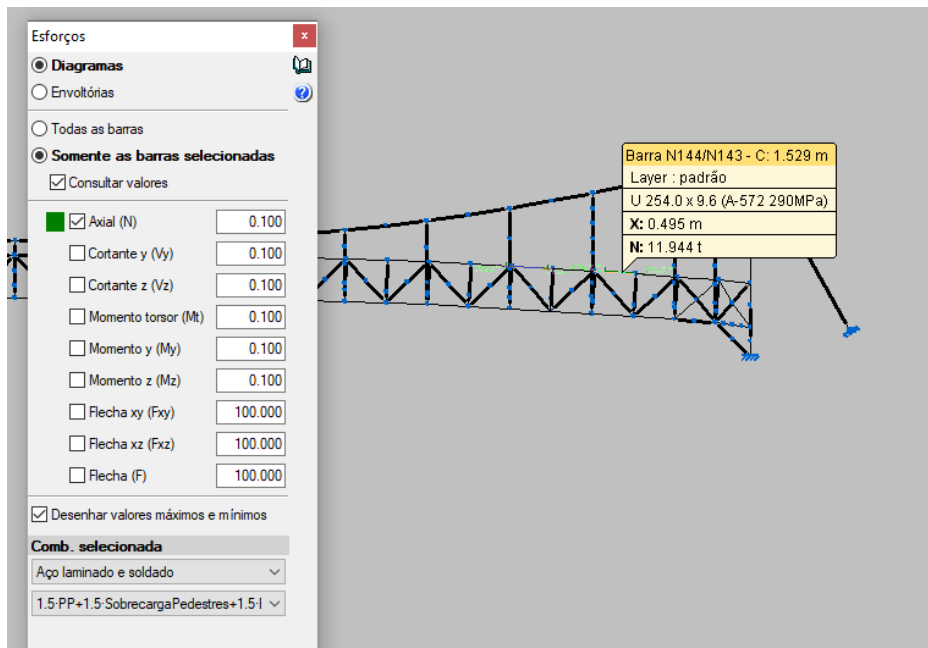 Esforços
Diagramas
Envoltórias
Todas as barras
Somente as barras selecionadas
Consultar valores
Axial (N) 0.100
Cortante y (Vy) 0.100
Cortante z (Vz) 0.100
Momento torsor (Mt) 0.100
Momento y (My) 0.100
Momento z (Mz) 0.100
Flecha xy (Fxy) 100.000
Flecha xz (Fxz) 100.000
Flecha (F) 100.000
Desenhar valores máximos e mínimos
Comb. selecionada
Aço laminado e soldado
1.5·PP+1.5·SobrecargaPedestres+1.5·
Barra N144/N143 - C: 1.529 m
Layer : padrão
U 254.0 x 9.6 (A-572 290MPa)
X: 0.495 m
N: 11.944 t